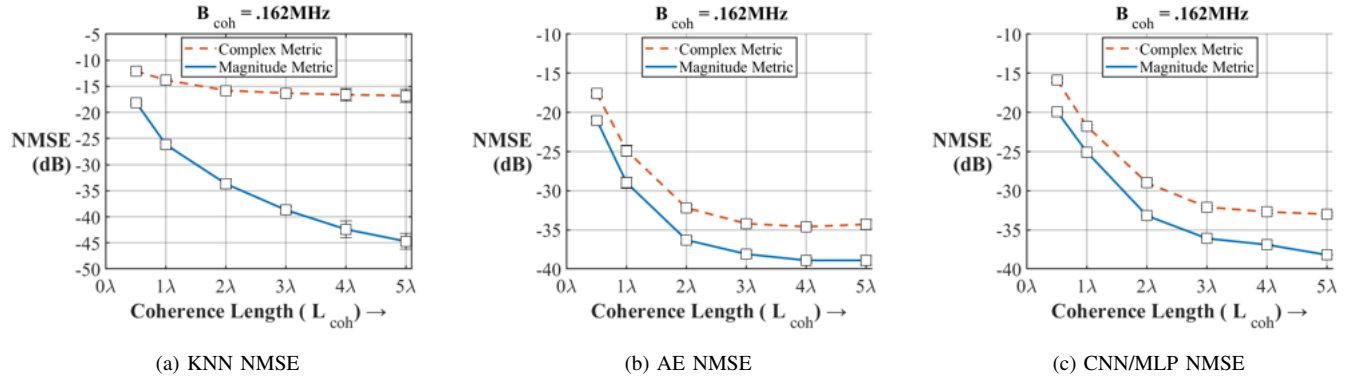 B coh = .162MHz
-5
-10
-15
-20
-25
-30
-35
-40
-45
-50
NMSE
(dB)
Complex Metric
Magnitude Metric
0λ 1λ 2λ 3λ 4λ 5λ
Coherence Length ( L coh ) →
(a) KNN NMSE
B coh = .162MHz
-10
-15
-20
-25
-30
-35
-40
NMSE
(dB)
Complex Metric
Magnitude Metric
0λ 1λ 2λ 3λ 4λ 5λ
Coherence Length ( L coh ) →
(b) AE NMSE
B coh = .162MHz
-10
-15
-20
-25
-30
-35
-40
NMSE
(dB)
Complex Metric
Magnitude Metric
0λ 1λ 2λ 3λ 4λ 5λ
Coherence Length ( L coh ) →
(c) CNN/MLP NMSE